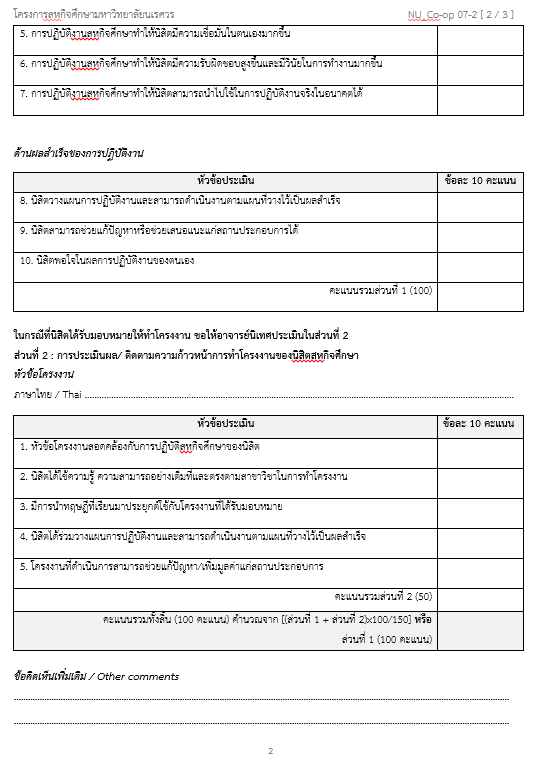 โครงการสหกิจศึกษามหาวิทยาลัยนเรศวร NU_Co-op 07-2 [ 2 / 3 ]
5. การปฏิบัติงานสหกิจศึกษาทำให้นิสิตมีความเชื่อมั่นในตนเองมากขึ้น
6. การปฏิบัติงานสหกิจศึกษาทำให้นิสิตมีความรับผิดชอบสูงขึ้นและมีวินัยในการทำงานมากขึ้น
7. การปฏิบัติงานสหกิจศึกษาทำให้นิสิตสามารถนำไปใช้ในการปฏิบัติงานจริงในอนาคตได้
ด้านผลสำเร็จของการปฏิบัติงาน
หัวข้อประเมิน ข้อละ 10 คะแนน
8. นิสิตวางแผนการปฏิบัติงานและสามารถดำเนินงานตามแผนที่วางไว้เป็นผลสำเร็จ
9. นิสิตสามารถช่วยแก้ปัญหาหรือช่วยเสนอแนะแก่สถานประกอบการได้
10. นิสิตพอใจในผลการปฏิบัติงานของตนเอง
คะแนนรวมส่วนที่ 1 (100)
ในกรณีที่นิสิตได้รับมอบหมายให้ทำโครงงาน ขอให้อาจารย์นิเทศประเมินในส่วนที่ 2
ส่วนที่ 2 : การประเมินผล/ ติดตามความก้าวหน้าการทำโครงงานของนิสิตสหกิจศึกษา
หัวข้อโครงงาน
ภาษาไทย / Thai ........................................................................
หัวข้อประเมิน ข้อละ 10 คะแนน
1. หัวข้อโครงงานสอดคล้องกับการปฏิบัติสหกิจศึกษาของนิสิต
2. นิสิตได้ใช้ความรู้ ความสามารถอย่างเต็มที่และตรงตามสาขาวิชาในการทำโครงงาน
3. มีการนำทฤษฎีที่เรียนมาประยุกต์ใช้กับโครงงานที่ได้รับมอบหมาย
4. นิสิตได้ร่วมวางแผนการปฏิบัติงานและสามารถดำเนินงานตามแผนที่วางไว้เป็นผลสำเร็จ
5. โครงงานที่ดำเนินการสามารถช่วยแก้ปัญหา/เพิ่มมูลค่าแก่สถานประกอบการ
คะแนนรวมส่วนที่ 2 (50)
คะแนนรวมทั้งสิ้น (100 คะแนน) คำนวณจาก [(ส่วนที่ 1 + ส่วนที่ 2)x100/150] หรือ
ส่วนที่ 1 (100 คะแนน)
ข้อคิดเห็นเพิ่มเติม / Other comments
........................................................................
........................................................................
2